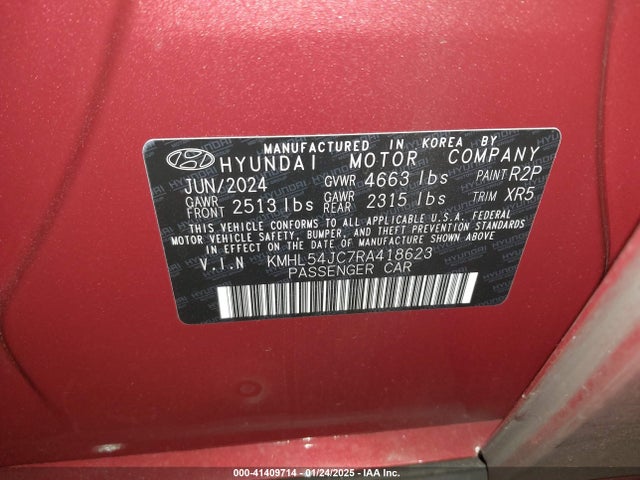 MANUFACTURED IN KOREA BY
HYUNDAI MOTOR COMPANY
JUN/2024 GVWR 4663 lbs PAINT R2P
GAWR FRONT 2513 lbs GAWR REAR 2315 lbs TRIM XR5
THIS VEHICLE CONFORMS TO ALL APPLICABLE U.S.A. FEDERAL
MOTOR VEHICLE SAFETY, BUMPER, AND THEFT PREVENTION STANDARDS
IN EFFECT ON THE DATE OF MANUFACTURE SHOWN ABOVE.
V.I.N KMHL54JC7RA418623
PASSENGER CAR
000-41409714 - 01/24/2025 - IAA Inc.